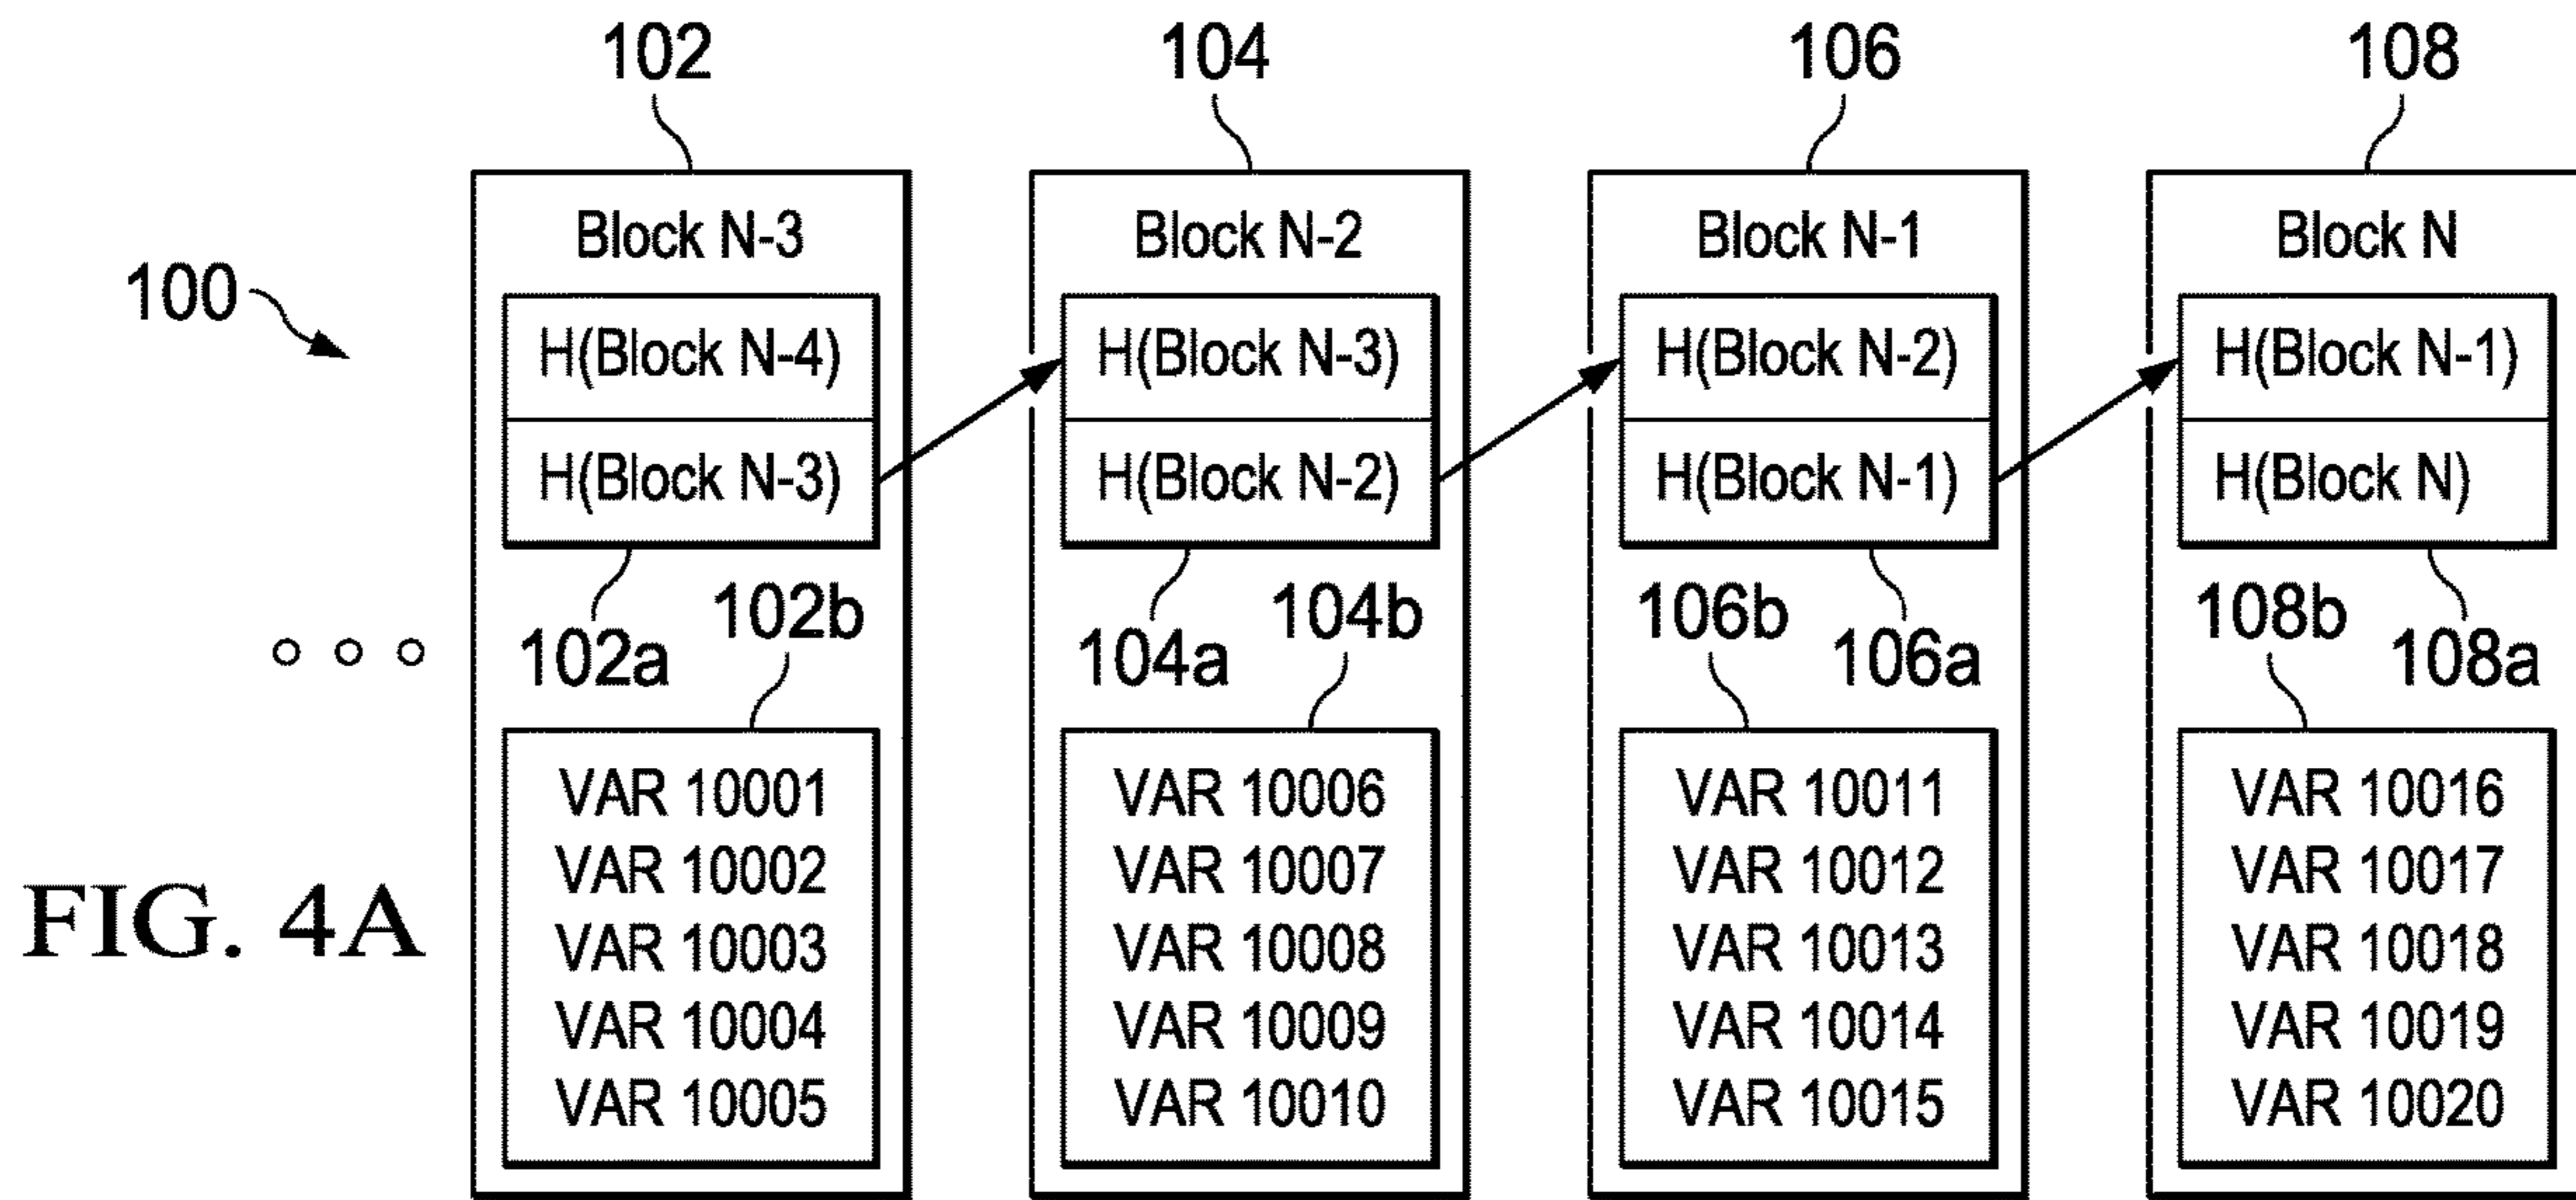 102 104 106 108
100
Block N-3
H(Block N-4)
H(Block N-3)
102a
102b
VAR 10001
VAR 10002
VAR 10003
VAR 10004
VAR 10005
Block N-2
H(Block N-3)
H(Block N-2)
104a
104b
VAR 10006
VAR 10007
VAR 10008
VAR 10009
VAR 10010
Block N-1
H(Block N-2)
H(Block N-1)
106b
106a
VAR 10011
VAR 10012
VAR 10013
VAR 10014
VAR 10015
Block N
H(Block N-1)
H(Block N)
108b
108a
VAR 10016
VAR 10017
VAR 10018
VAR 10019
VAR 10020
FIG. 4A